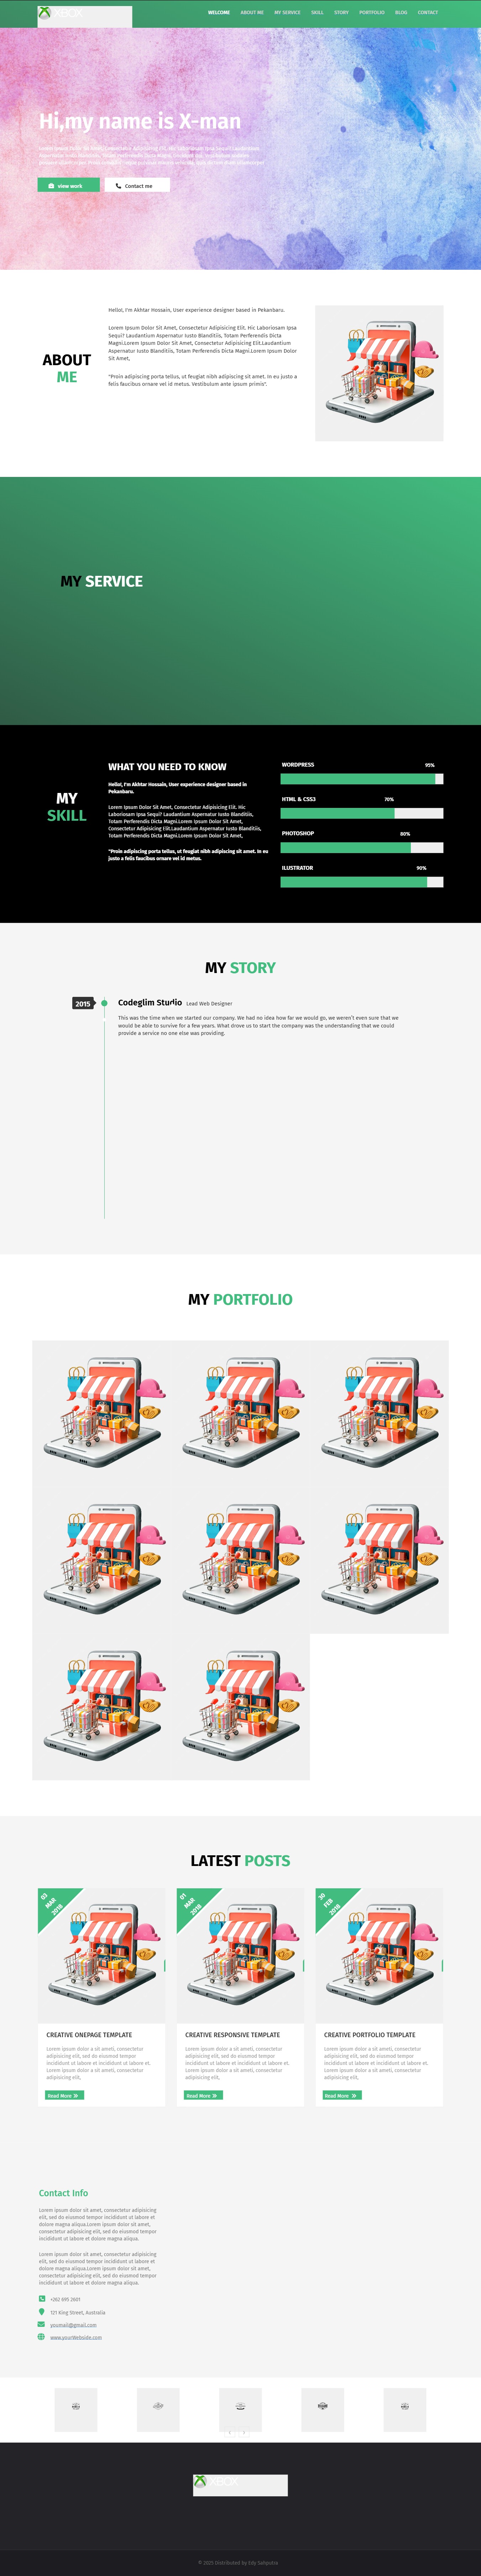 XBOX
WELCOME ABOUT ME MY SERVICE SKILL STORY PORTFOLIO BLOG CONTACT
Hi,my name is X-man
view work
Contact me
Hello!, I'm Akhtar Hossain, User experience designer based in Pekanbaru.
Lorem Ipsum Dolor Sit Amet, Consectetur Adipisicing Elit. Hic Laboriosam Ipsa
Sequi? Laudantium Aspernatur Iusto Blanditiis, Totam Perferendis Dicta
Magni.Lorem Ipsum Dolor Sit Amet, Consectetur Adipisicing Elit.Laudantium
Aspernatur Iusto Blanditiis, Totam Perferendis Dicta Magni.Lorem Ipsum Dolor
Sit Amet,
"Proin adipiscing porta tellus, ut feugiat nibh adipiscing sit amet. In eu justo a
felis faucibus ornare vel id metus. Vestibulum ante ipsum primis".
ABOUT
ME
MY SERVICE
MY
SKILL
WHAT YOU NEED TO KNOW
Hello!, I'm Akhtar Hossain, User experience designer based in
Pekanbaru.
Lorem Ipsum Dolor Sit Amet, Consectetur Adipisicing Elit. Hic
Laboriosam Ipsa Sequi? Laudantium Aspernatur Iusto Blanditiis,
Totam Perferendis Dicta Magni.Lorem Ipsum Dolor Sit Amet,
Consectetur Adipisicing Elit.Laudantium Aspernatur Iusto Blanditiis,
Totam Perferendis Dicta Magni.Lorem Ipsum Dolor Sit Amet,
"Proin adipiscing porta tellus, ut feugiat nibh adipiscing sit amet. In eu
justo a felis faucibus ornare vel id metus.
WORDPRESS 95%
HTML & CSS3 70%
PHOTOSHOP 80%
ILUSTRATOR 90%
MY STORY
2015
Codeglim Studio Lead Web Designer
This was the time when we started our company. We had no idea how far we would go, we weren't even sure that we
would be able to survive for a few years. What drove us to start the company was the understanding that we could
provide a service no one else was providing.
MY PORTFOLIO
LATEST POSTS
03
MAR
2018
01
MAR
2018
30
FEB
2018
CREATIVE ONEPAGE TEMPLATE
Lorem ipsum dolor a sit ameti, consectetur
adipisicing elit, sed do eiusmod tempor
incididunt ut labore et incididunt ut labore et.
Lorem ipsum dolor a sit ameti, consectetur
adipisicing elit,
Read More
CREATIVE RESPONSIVE TEMPLATE
Lorem ipsum dolor a sit ameti, consectetur
adipisicing elit, sed do eiusmod tempor
incididunt ut labore et incididunt ut labore et.
Lorem ipsum dolor a sit ameti, consectetur
adipisicing elit,
Read More
CREATIVE PORTFOLIO TEMPLATE
Lorem ipsum dolor a sit ameti, consectetur
adipisicing elit, sed do eiusmod tempor
incididunt ut labore et incididunt ut labore et.
Lorem ipsum dolor a sit ameti, consectetur
adipisicing elit,
Read More
Contact Info
Lorem ipsum dolor sit amet, consectetur adipisicing
elit, sed do eiusmod tempor incididunt ut labore et
dolore magna aliqua.Lorem ipsum dolor sit amet,
consectetur adipisicing elit, sed do eiusmod tempor
incididunt ut labore et dolore magna aliqua.
Lorem ipsum dolor sit amet, consectetur adipisicing
elit, sed do eiusmod tempor incididunt ut labore et
dolore magna aliqua.Lorem ipsum dolor sit amet,
consectetur adipisicing elit, sed do eiusmod tempor
incididunt ut labore et dolore magna aliqua.
+262 695 2601
121 King Street, Australia
youmail@gmail.com
www.yourWebside.com
XBOX
© 2025 Distributed by Edy Sahputra